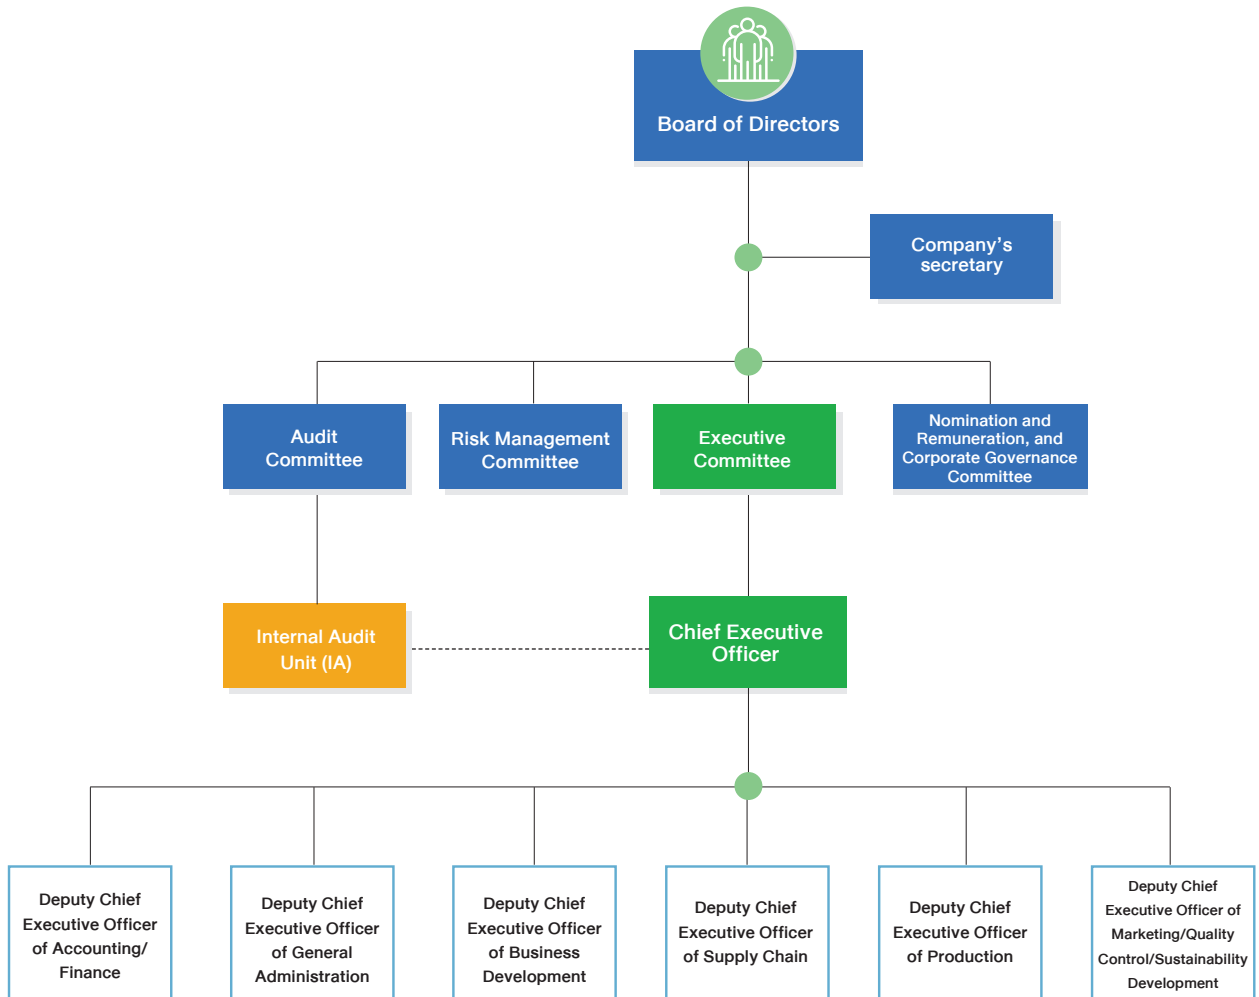 Board of Directors
Company’s
secretary
Audit
Committee
Risk Management
Committee
Executive
Committee
Nomination and
Remuneration, and
Corporate Governance
Committee
Internal Audit
Unit (IA)
Chief Executive
Officer
Deputy Chief
Executive Officer
of Accounting/
Finance
Deputy Chief
Executive Officer
of General
Administration
Deputy Chief
Executive Officer
of Business
Development
Deputy Chief
Executive Officer
of Supply Chain
Deputy Chief
Executive Officer
of Production
Deputy Chief
Executive Officer of
Marketing/Quality
Control/Sustainability
Development